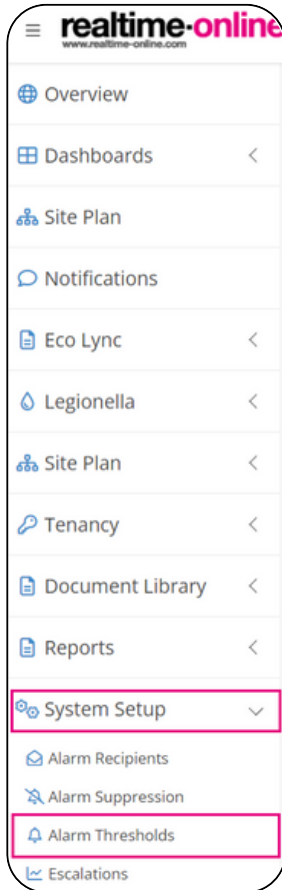 realtime-online
www.realtime-online.com
Overview
Dashboards
Site Plan
Notifications
Eco Lync
Legionella
Site Plan
Tenancy
Document Library
Reports
System Setup
Alarm Recipients
Alarm Suppression
Alarm Thresholds
Escalations